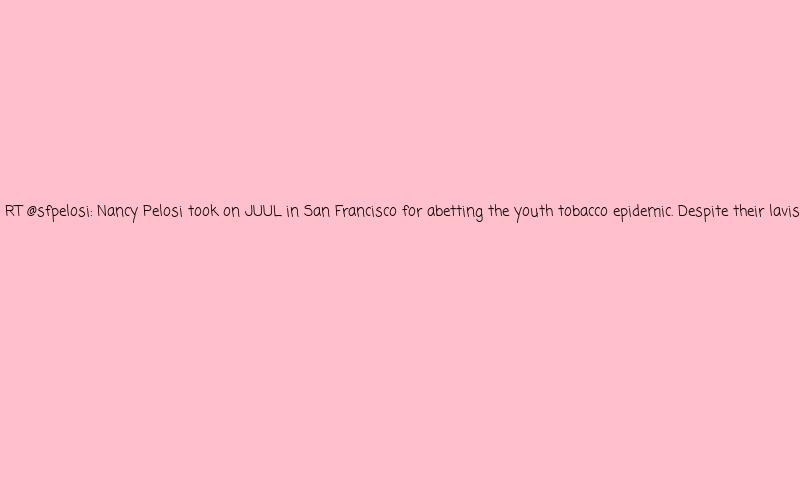 RT @sfpelosi: Nancy Pelosi took on JUUL in San Francisco for abetting the youth tobacco epidemic. Despite their lavis